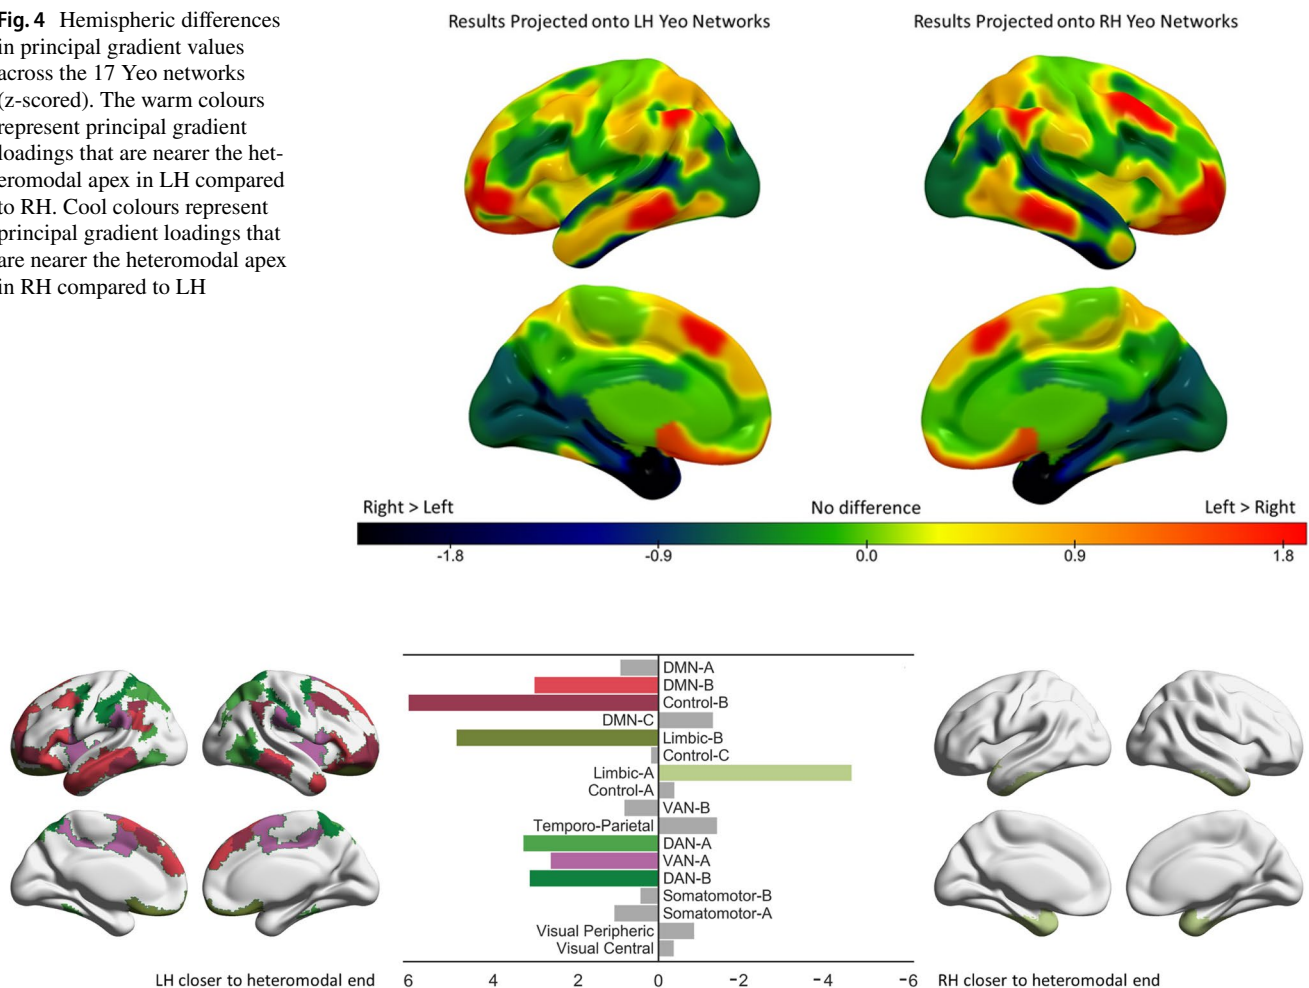 Fig. 4 Hemispheric differences
in principal gradient values
across the 17 Yeo networks
(z-scored). The warm colours
represent principal gradient
loadings that are nearer the het-
eromodal apex in LH compared
to RH. Cool colours represent
principal gradient loadings that
are nearer the heteromodal apex
in RH compared to LH
Results Projected onto LH Yeo Networks
Results Projected onto RH Yeo Networks
Right > Left
No difference
Left > Right
-1.8
-0.9
0.0
0.9
1.8
DMN-A
DMN-B
Control-B
DMN-C
Limbic-B
Control-C
Limbic-A
Control-A
VAN-B
Temporo-Parietal
DAN-A
VAN-A
DAN-B
Somatomotor-B
Somatomotor-A
Visual Peripheric
Visual Central
LH closer to heteromodal end
6
4
2
0
-2
-4
-6
RH closer to heteromodal end